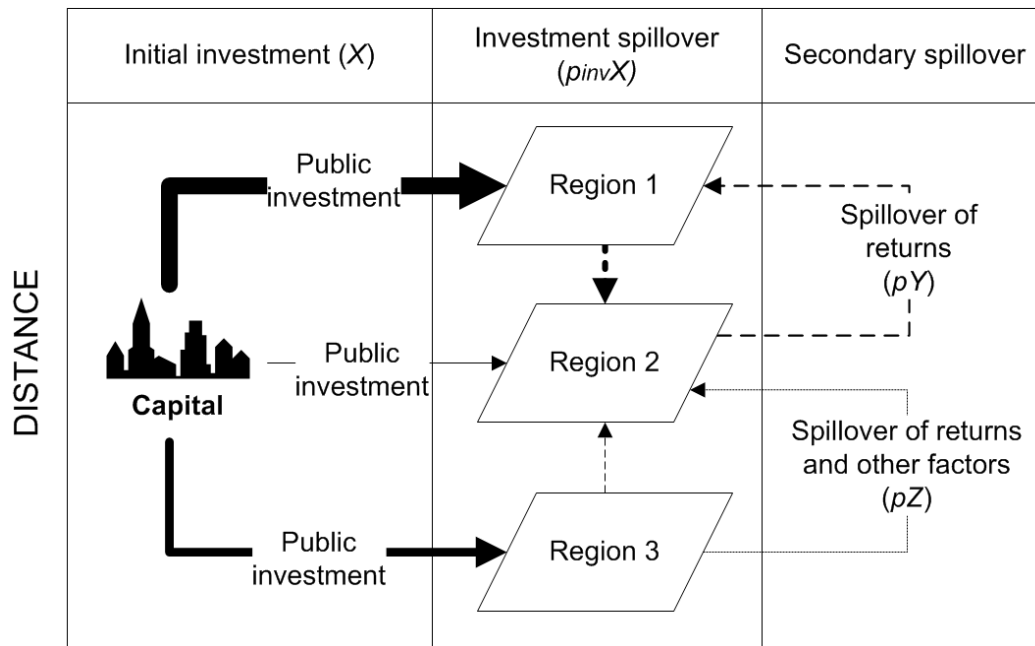 Initial investment (X)
Investment spillover
(pinvX)
Secondary spillover
DISTANCE
Public
investment
Region 1
Spillover of
returns
(pY)
Public
investment
Region 2
Capital
Spillover of returns
and other factors
(pZ)
Public
investment
Region 3